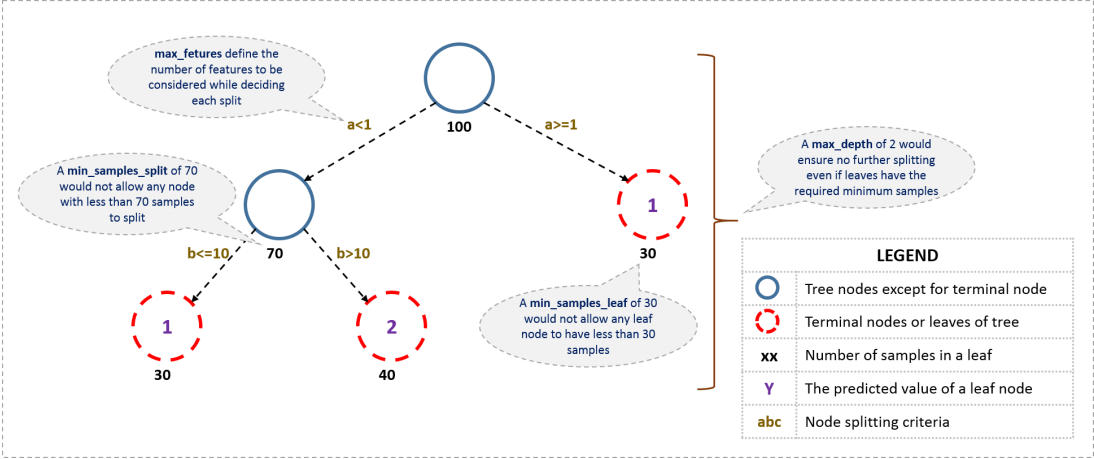 max_fetures define the
number of features to be
considered while deciding
each split
a<1
100
a>=1
A max_depth of 2 would
ensure no further splitting
even if leaves have the
required minimum samples
A min_samples_split of 70
would not allow any node
with less than 70 samples
to split
1
30
b<=10
70
b>10
A min_samples_leaf of 30
would not allow any leaf
node to have less than 30
samples
1
30
2
40
LEGEND
Tree nodes except for terminal node
Terminal nodes or leaves of tree
xx Number of samples in a leaf
Y The predicted value of a leaf node
abc Node splitting criteria